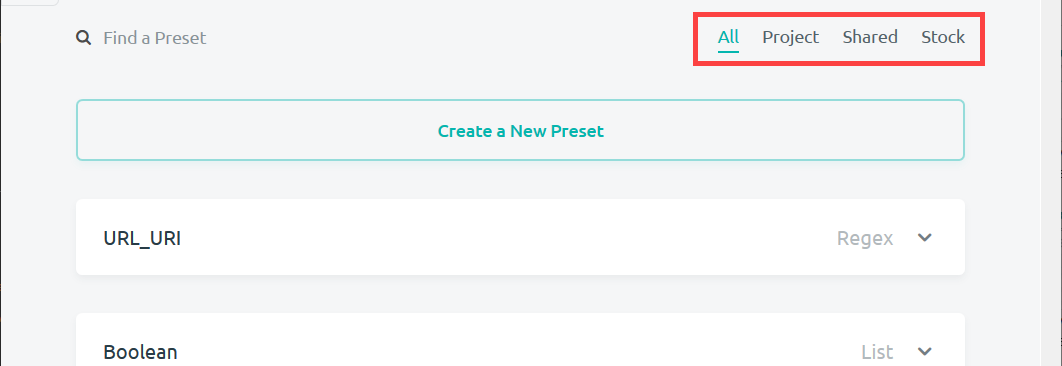 Find a Preset All Project Shared Stock
Create a New Preset
URL_URI Regex
Boolean List